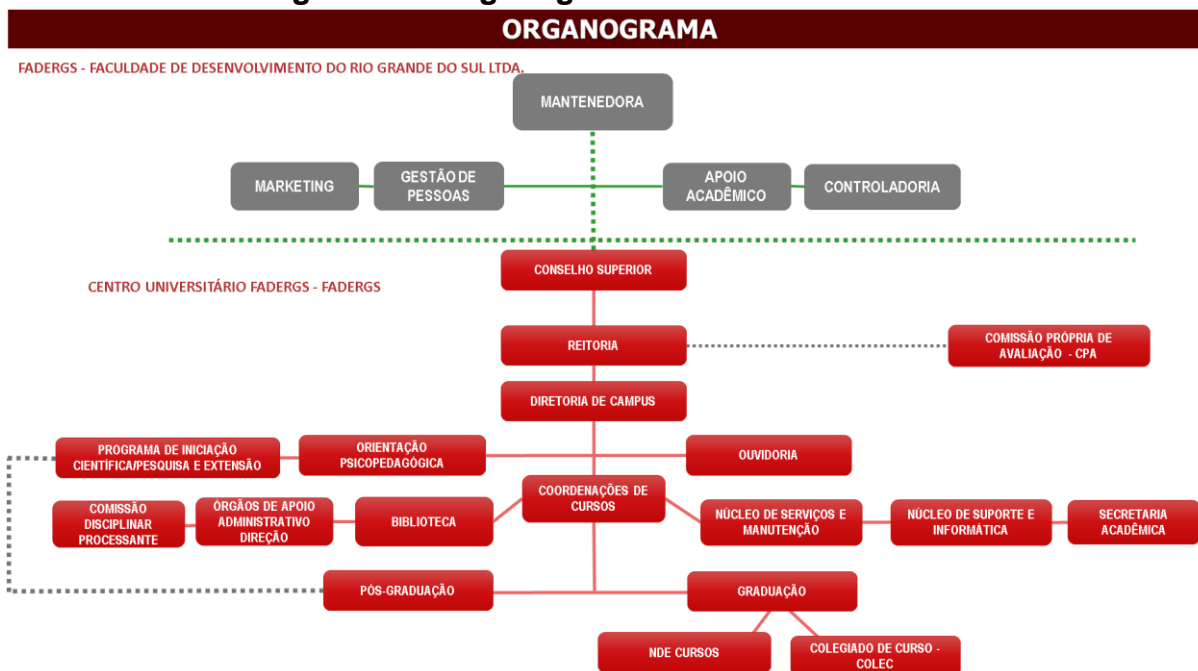 ORGANOGRAMA
FADERGS - FACULDADE DE DESENVOLVIMENTO DO RIO GRANDE DO SUL LTDA.
MANTENEDORA
MARKETING
GESTÃO DE
PESSOAS
APOIO
ACADÊMICO
CONTROLADORIA
CONSELHO SUPERIOR
CENTRO UNIVERSITÁRIO FADERGS - FADERGS
REITORIA
COMISSÃO PRÓPRIA DE
AVALIAÇÃO - CPA
DIRETORIA DE CAMPUS
PROGRAMA DE INICIAÇÃO
CIENTÍFICA/PESQUISA E EXTENSÃO
ORIENTAÇÃO
PSICOPEDAGÓGICA
OUVIDORIA
COORDENAÇÕES DE
CURSOS
COMISSÃO
DISCIPLINAR
PROCESSANTE
ÓRGÃOS DE APOIO
ADMINISTRATIVO
DIREÇÃO
BIBLIOTECA
NÚCLEO DE SERVIÇOS E
MANUTENÇÃO
NÚCLEO DE SUPORTE E
INFORMÁTICA
SECRETARIA
ACADÊMICA
PÓS-GRADUAÇÃO
GRADUAÇÃO
NDE CURSOS
COLEGIADO DE CURSO -
COLEC